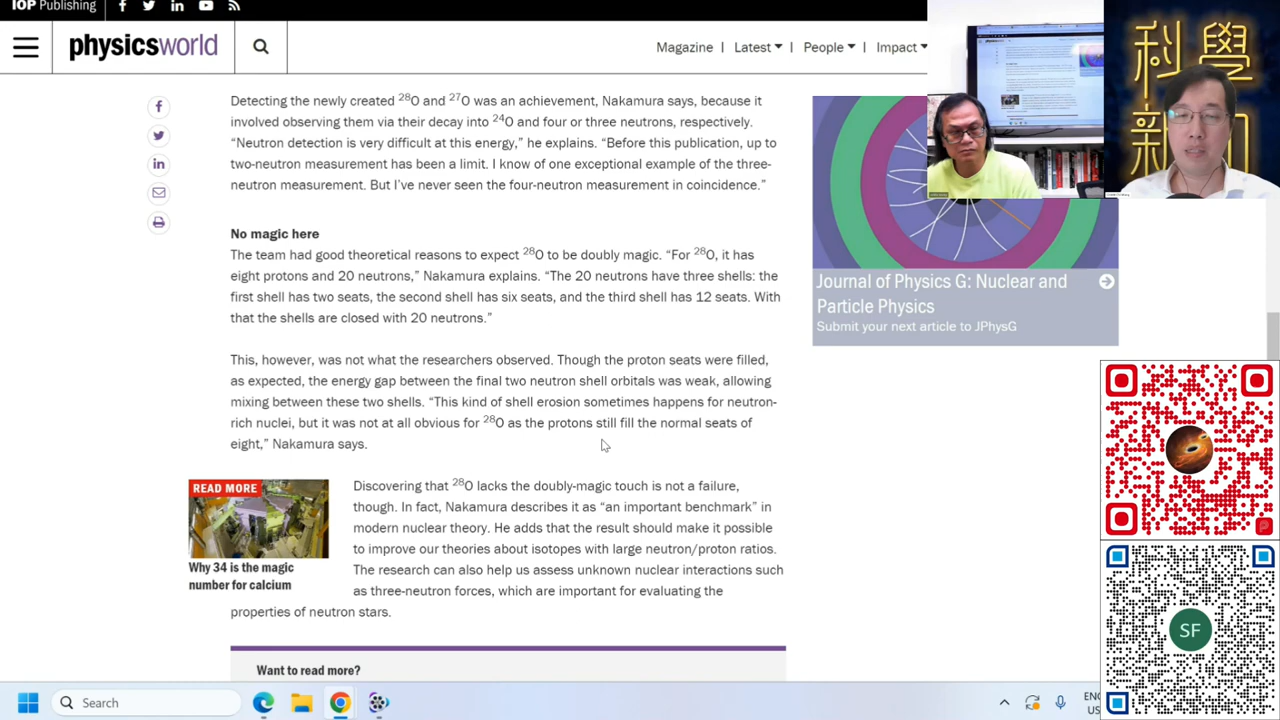 IOP Publishing
physicsworld
Magazine | Latest | People | Impact
Detecting the newly created 28O and 27O was an achievement, Nakamura says, because it
involved observing them via their decay into 24O and four or three neutrons, respectively.
“Neutron detection is very difficult at this energy,” he explains. “Before this publication, up to
two-neutron measurement has been a limit. I know of one exceptional example of the three-
neutron measurement. But I’ve never seen the four-neutron measurement in coincidence.”
No magic here
The team had good theoretical reasons to expect 28O to be doubly magic. “For 28O, it has
eight protons and 20 neutrons,” Nakamura explains. “The 20 neutrons have three shells: the
first shell has two seats, the second shell has six seats, and the third shell has 12 seats. With
that the shells are closed with 20 neutrons.”
This, however, was not what the researchers observed. Though the proton seats were filled,
as expected, the energy gap between the first two neutron shell orbitals was weak, allowing
mixing between these two shells. “This kind of shell erosion sometimes happens for neutron-
rich nuclei, but it was not at all obvious for 28O as the protons still fill the normal seats of
eight,” Nakamura says.
READ MORE
Why 34 is the magic
number for calcium
Discovering that 28O lacks the doubly-magic touch is not a failure,
though. In fact, Nakamura describes it as “an important benchmark” in
modern nuclear theory. He adds that the result should make it possible
to improve our theories about isotopes with large neutron/proton ratios.
The research can also help us assess unknown nuclear interactions such
as three-neutron forces, which are important for evaluating the
properties of neutron stars.
Want to read more?
Journal of Physics G: Nuclear and
Particle Physics
Submit your next article to JPhysG
科學
新知
SF
Search
ENG
US